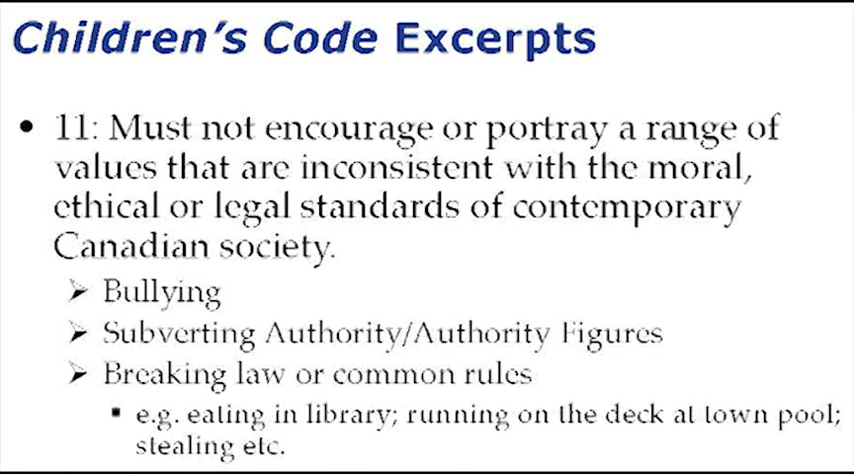 Children's Code Excerpts
• 11: Must not encourage or portray a range of
values that are inconsistent with the moral,
ethical or legal standards of contemporary
Canadian society.
➢ Bullying
➢ Subverting Authority/Authority Figures
➢ Breaking law or common rules
▪ e.g. eating in library; running on the deck at town pool;
stealing etc.